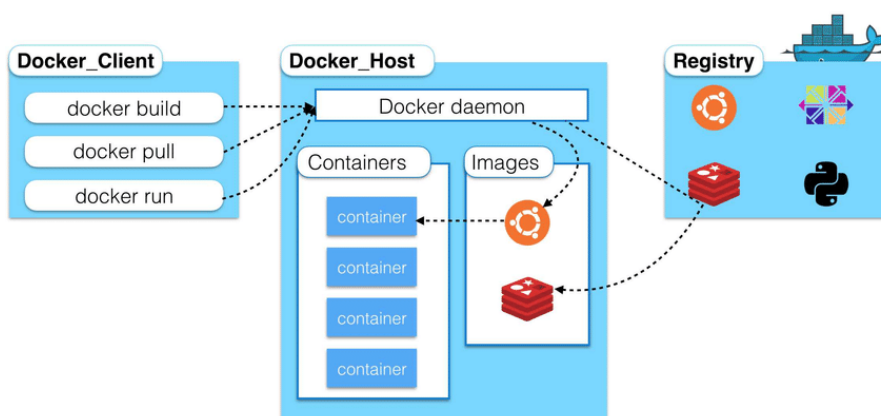 Docker_Client
docker build
docker pull
docker run
Docker_Host
Docker daemon
Containers
container
container
container
container
Images
Registry